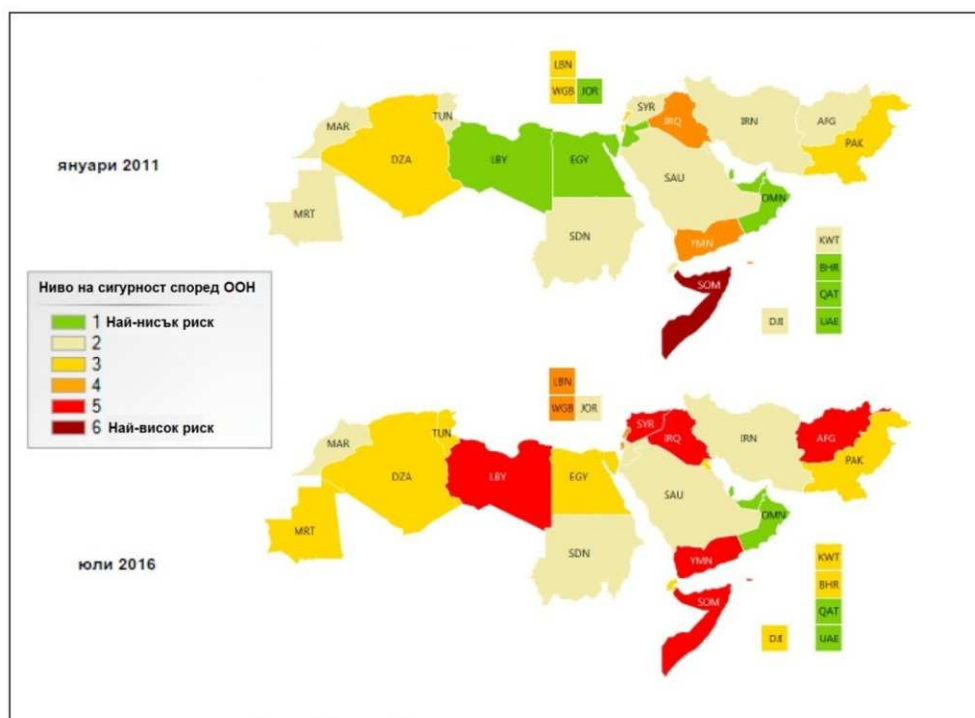 LBN
WGB JOR
MAR
TUN
SYR
IRQ
IRN
AFG
PAK
DZA
LBY
EGY
SAU
DMN
MRT
SDN
YMN
SOM
DJI
KWT
BHR
QAT
UAE
януари 2011
Ниво на сигурност според ООН
1 Най-нисък риск
2
3
4
5
6 Най-висок риск
LBN
WGB JOR
MAR
TUN
SYR
IRQ
IRN
AFG
PAK
DZA
LBY
EGY
SAU
DMN
MRT
SDN
YMN
SOM
DJI
KWT
BHR
QAT
UAE
юли 2016